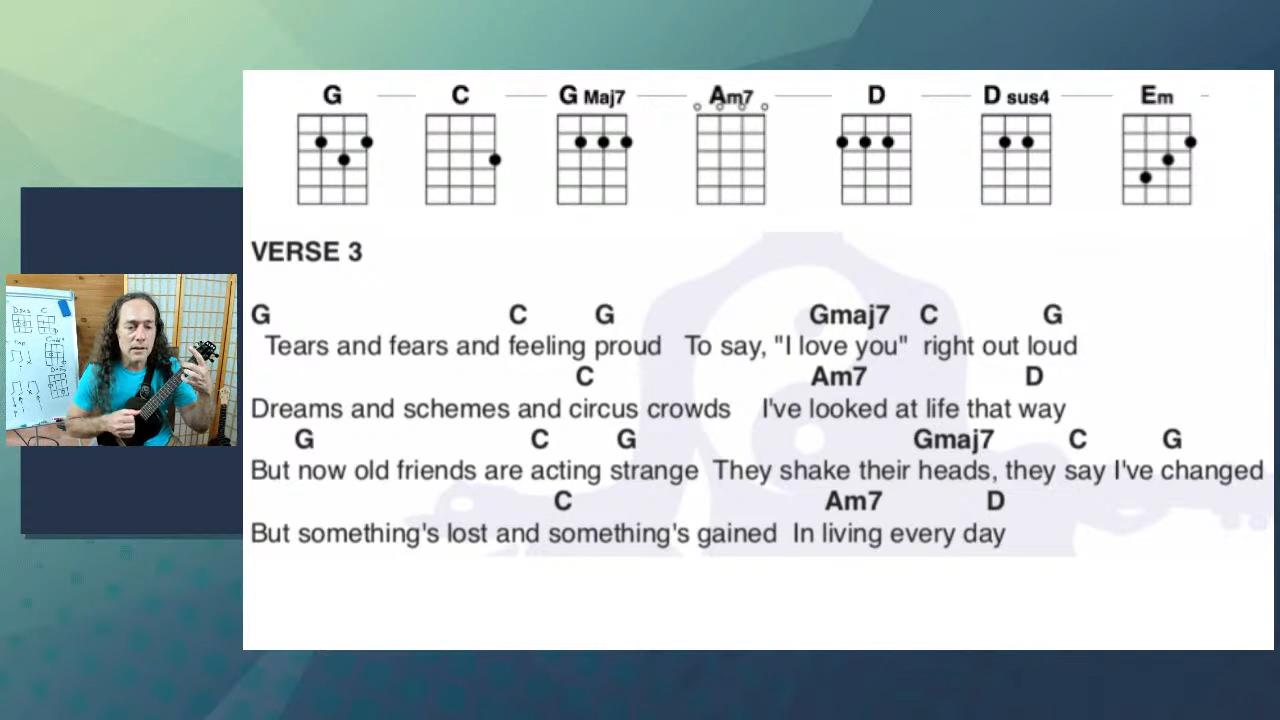 G C G Maj7 Am7 D D sus4 Em
VERSE 3
G C G Gmaj7 C G
Tears and fears and feeling proud To say, "I love you" right out loud
C Am7 D
Dreams and schemes and circus crowds I've looked at life that way
G C G Gmaj7 C G
But now old friends are acting strange They shake their heads, they say I've changed
C Am7 D
But something's lost and something's gained In living every day